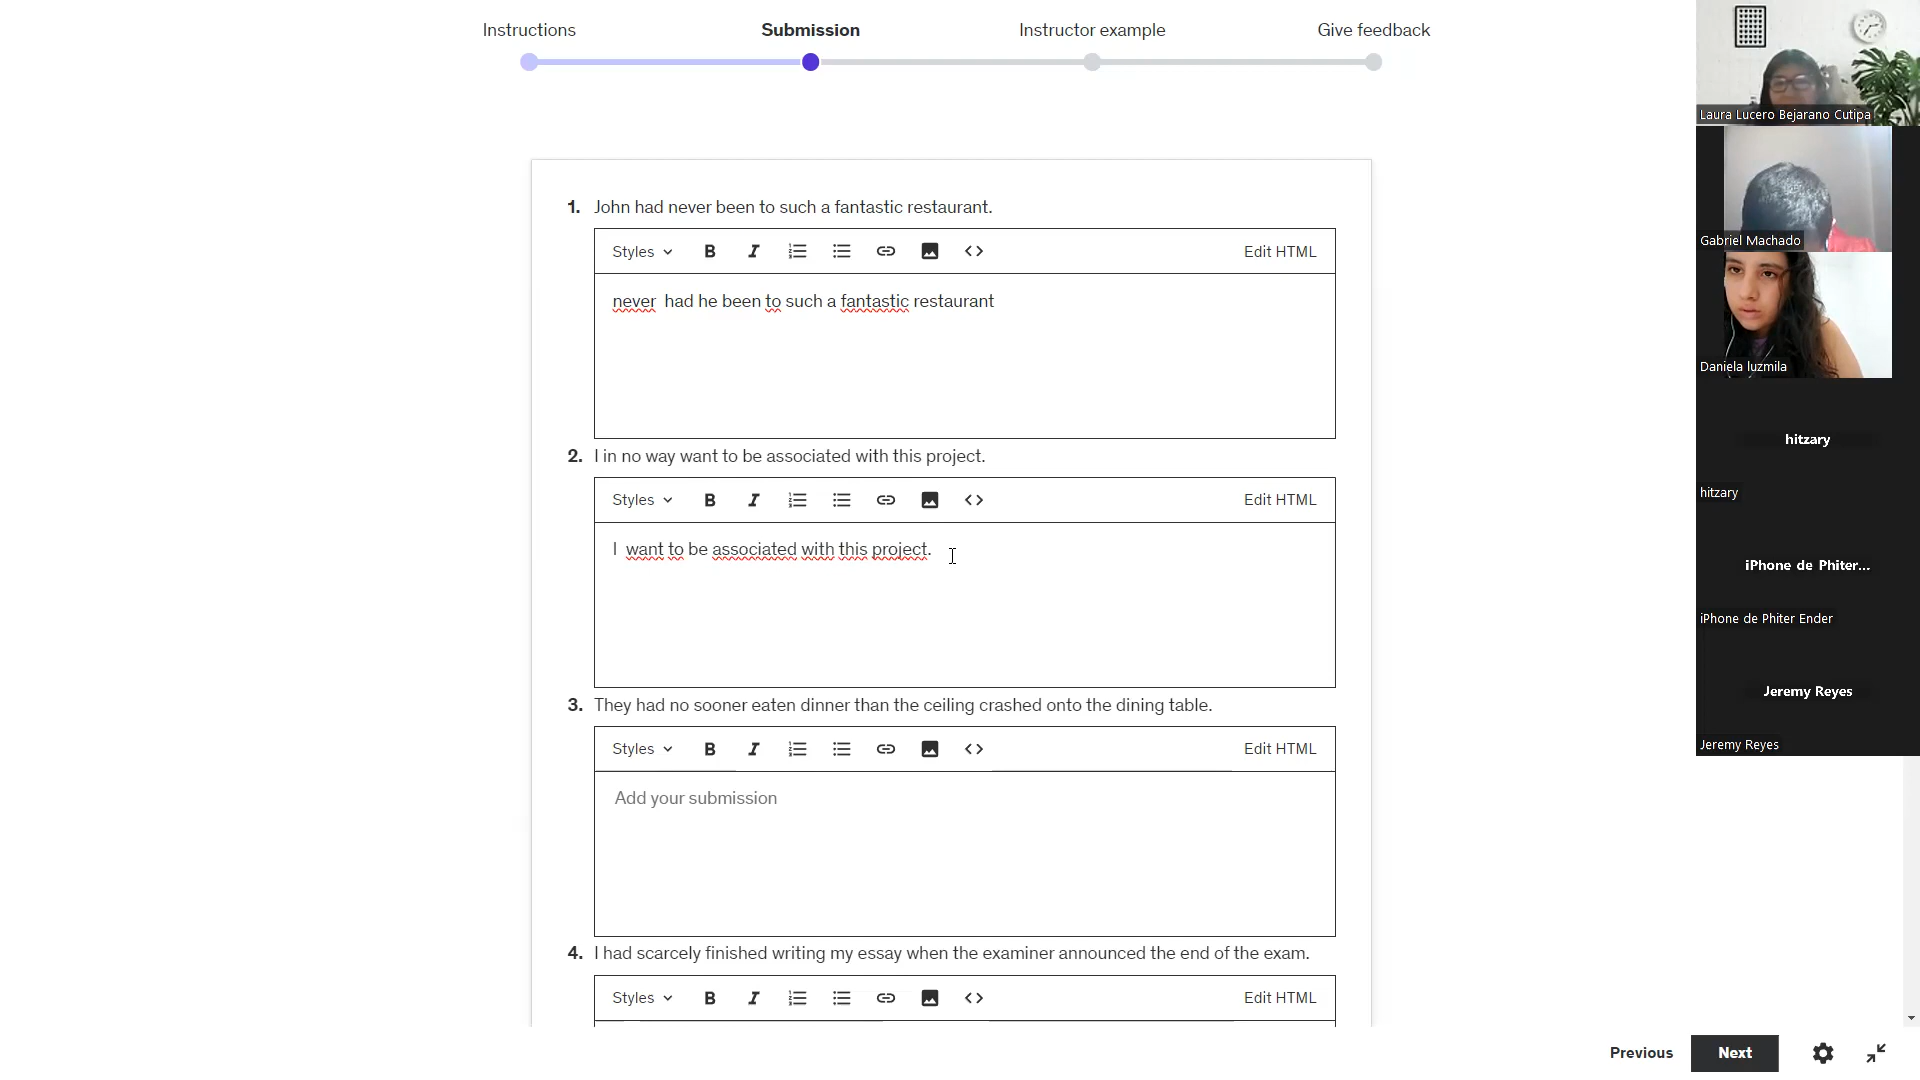 Instructions
Submission
Instructor example
Give feedback
1. John had never been to such a fantastic restaurant.
Styles B I Edit HTML
never had he been to such a fantastic restaurant
2. I in no way want to be associated with this project.
Styles B I Edit HTML
I want to be associated with this project.
3. They had no sooner eaten dinner than the ceiling crashed onto the dining table.
Styles B I Edit HTML
Add your submission
4. I had scarcely finished writing my essay when the examiner announced the end of the exam.
Styles B I Edit HTML
Previous
Next
Laura Lucero Bejarano Cutipa
Gabriel Machado
Daniela luzmila
hitzary
hitzary
iPhone de Phiter...
iPhone de Phiter Ender
Jeremy Reyes
Jeremy Reyes